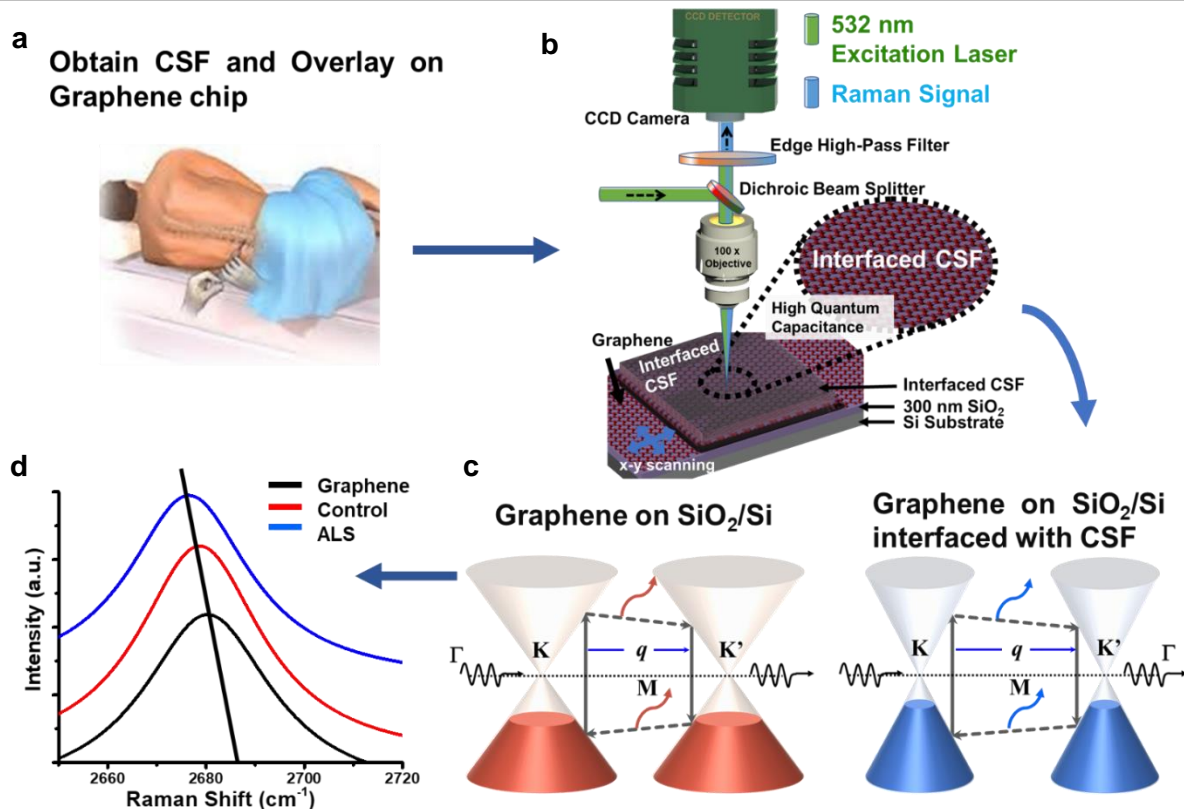 a
Obtain CSF and Overlay on
Graphene chip
b
CCD DETECTOR
532 nm
Excitation Laser
Raman Signal
CCD Camera
Edge High-Pass Filter
Dichroic Beam Splitter
100 x
Objective
Interfaced CSF
High Quantum
Capacitance
Graphene
Interfaced
CSF
Interfaced CSF
300 nm SiO₂
Si Substrate
x-y scanning
d
Graphene
Control
ALS
Intensity (a.u.)
2660
2680
2700
2720
Raman Shift (cm⁻¹)
c
Graphene on SiO₂/Si
Γ
K
q
K'
M
Graphene on SiO₂/Si
interfaced with CSF
K
q
K'
Γ
M